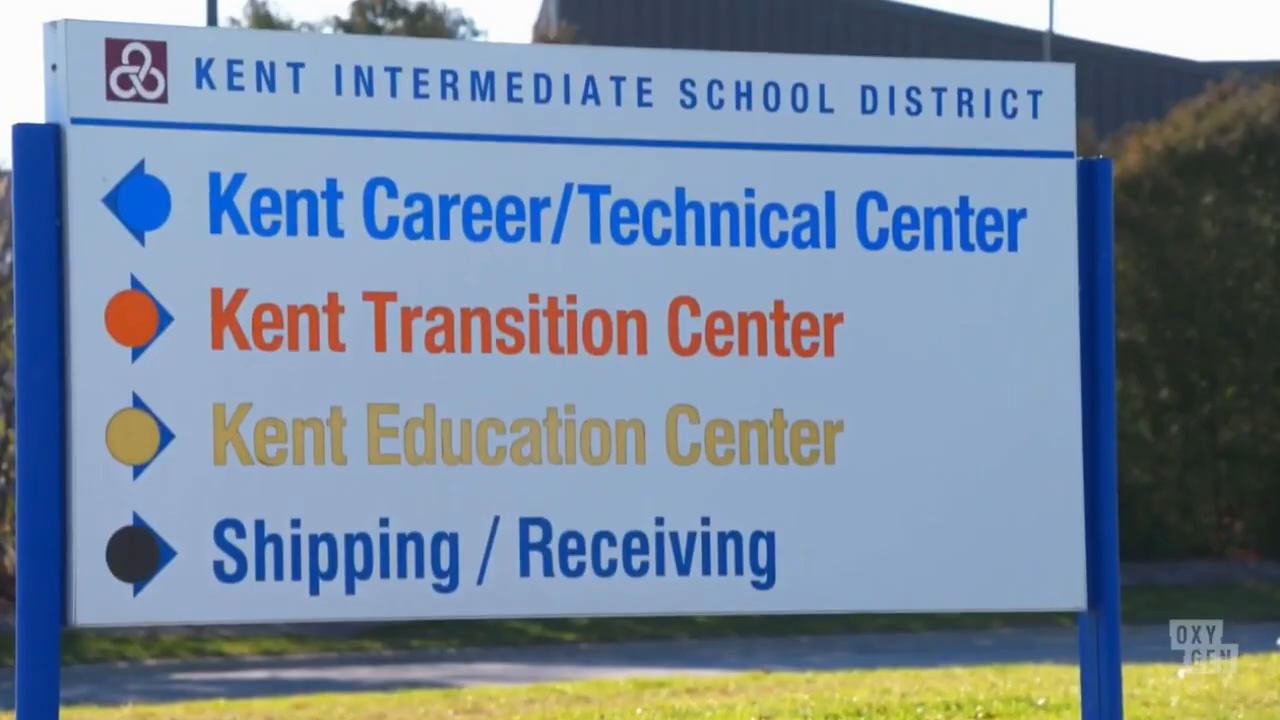 KENT INTERMEDIATE SCHOOL DISTRICT
Kent Career/Technical Center
Kent Transition Center
Kent Education Center
Shipping / Receiving
OXY
GEN